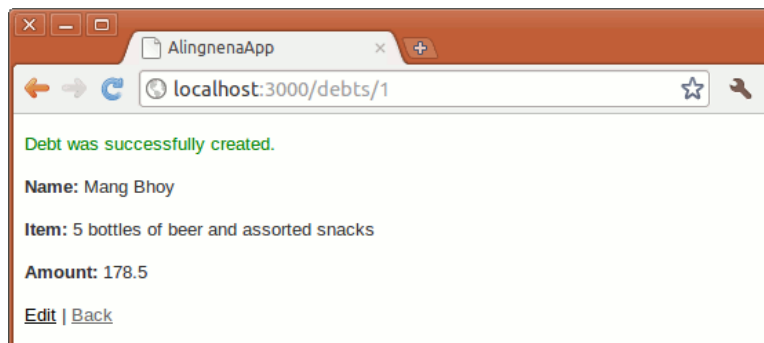 AlingnenaApp
localhost:3000/debts/1
Debt was successfully created.
Name: Mang Bhoy
Item: 5 bottles of beer and assorted snacks
Amount: 178.5
Edit | Back